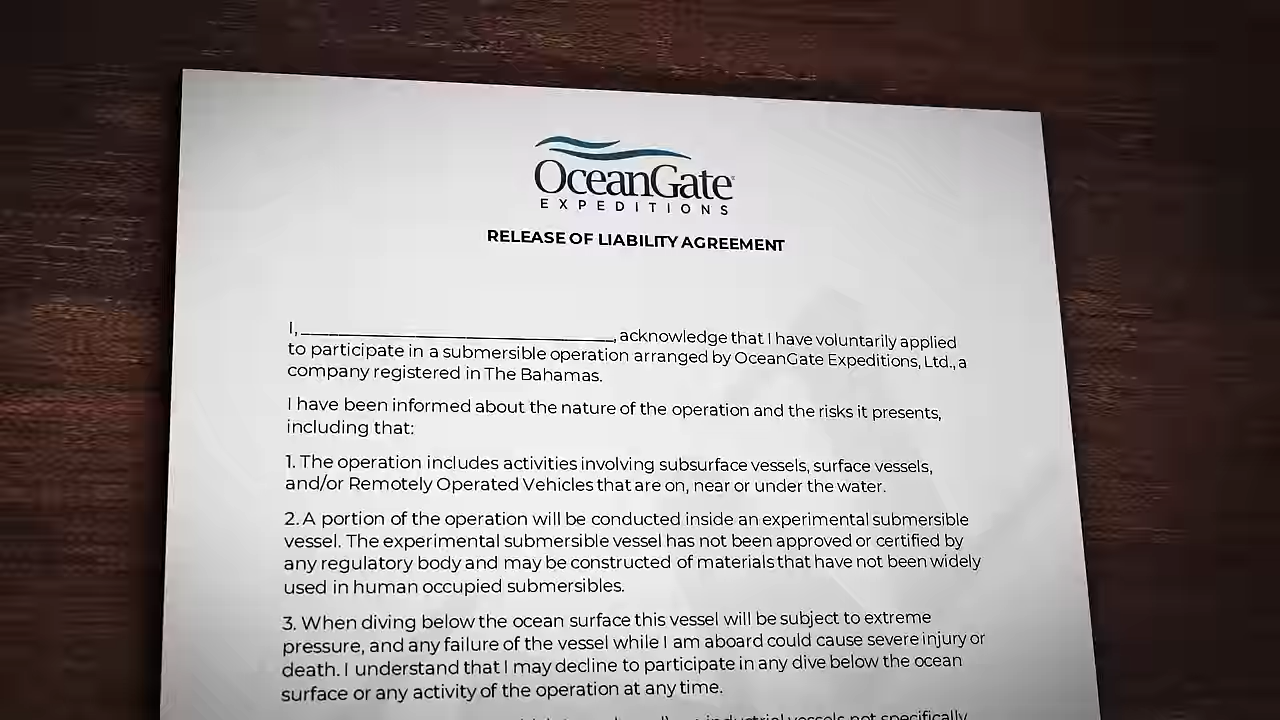 OceanGate
EXPEDITIONS
RELEASE OF LIABILITY AGREEMENT
I, ______________________________, acknowledge that I have voluntarily applied
to participate in a submersible operation arranged by OceanGate Expeditions, Ltd., a
company registered in The Bahamas.
I have been informed about the nature of the operation and the risks it presents,
including that:
1. The operation includes activities involving subsurface vessels, surface vessels,
and/or Remotely Operated Vehicles that are on, near or under the water.
2. A portion of the operation will be conducted inside an experimental submersible
vessel. The experimental submersible vessel has not been approved or certified by
any regulatory body and may be constructed of materials that have not been widely
used in human occupied submersibles.
3. When diving below the ocean surface this vessel will be subject to extreme
pressure, and any failure of the vessel while I am aboard could cause severe injury or
death. I understand that I may decline to participate in any dive below the ocean
surface or any activity of the operation at any time.
industrial vessels not specifically